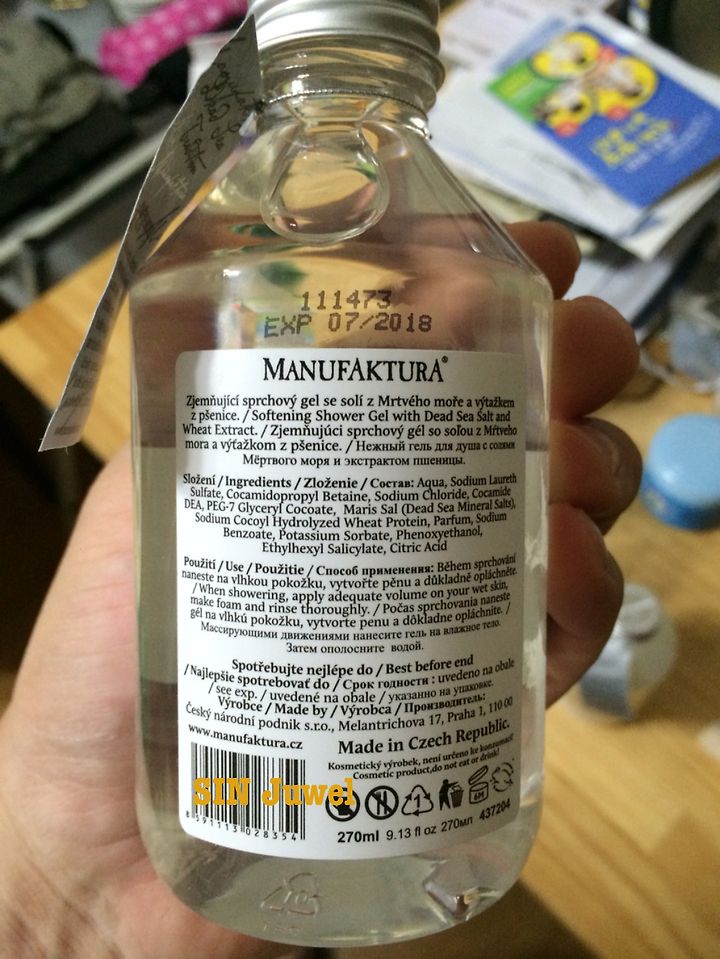 111473
EXP 07/2018
MANUFAKTURA®
Zjemňující sprchový gel se solí z Mrtvého moře a výtažkem
z pšenice. / Softening Shower Gel with Dead Sea Salt and
Wheat Extract. / Zjemňujúci sprchový gél so soľou z Mŕtveho
mora a výťažkom z pšenice. / Нежный гель для душа с солями
Мёртвого моря и экстрактом пшеницы.
Složení / Ingredients / Zloženie / Состав: Aqua, Sodium Laureth
Sulfate, Cocamidopropyl Betaine, Sodium Chloride, Cocamide
DEA, PEG-7 Glyceryl Cocoate, Maris Sal (Dead Sea Mineral Salts),
Sodium Cocoyl Hydrolyzed Wheat Protein, Parfum, Sodium
Benzoate, Potassium Sorbate, Phenoxyethanol,
Ethylhexyl Salicylate, Citric Acid
Použití / Use / Použitie / Способ применения: Během sprchování
naneste na vlhkou pokožku, vytvořte pěnu a důkladně opláchněte.
/ When showering, apply adequate volume on your wet skin,
make foam and rinse thoroughly. / Počas sprchovania naneste
gél na vlhkú pokožku, vytvorte penu a dôkladne opláchnite. /
Массирующими движениями нанесите гель на влажное тело.
Затем ополосните водой.
Spotřebujte nejlépe do / Best before end
/ Najlepšie spotrebovať do / Срок годности : uvedeno na obale
/ see exp. / uvedené na obale / указанно на упаковке.
Výrobce / Made by / Výrobca / Производитель:
Český národní podnik s.r.o., Melantrichova 17, Praha 1, 110 00
www.manufaktura.cz
Made in Czech Republic.
Kosmetický výrobek, není určeno ke konzumaci!
Cosmetic product,do not eat or drink!
SIN Juwel
1
6M
8 591113 028354
270ml 9.13 fl oz 270мл 437204